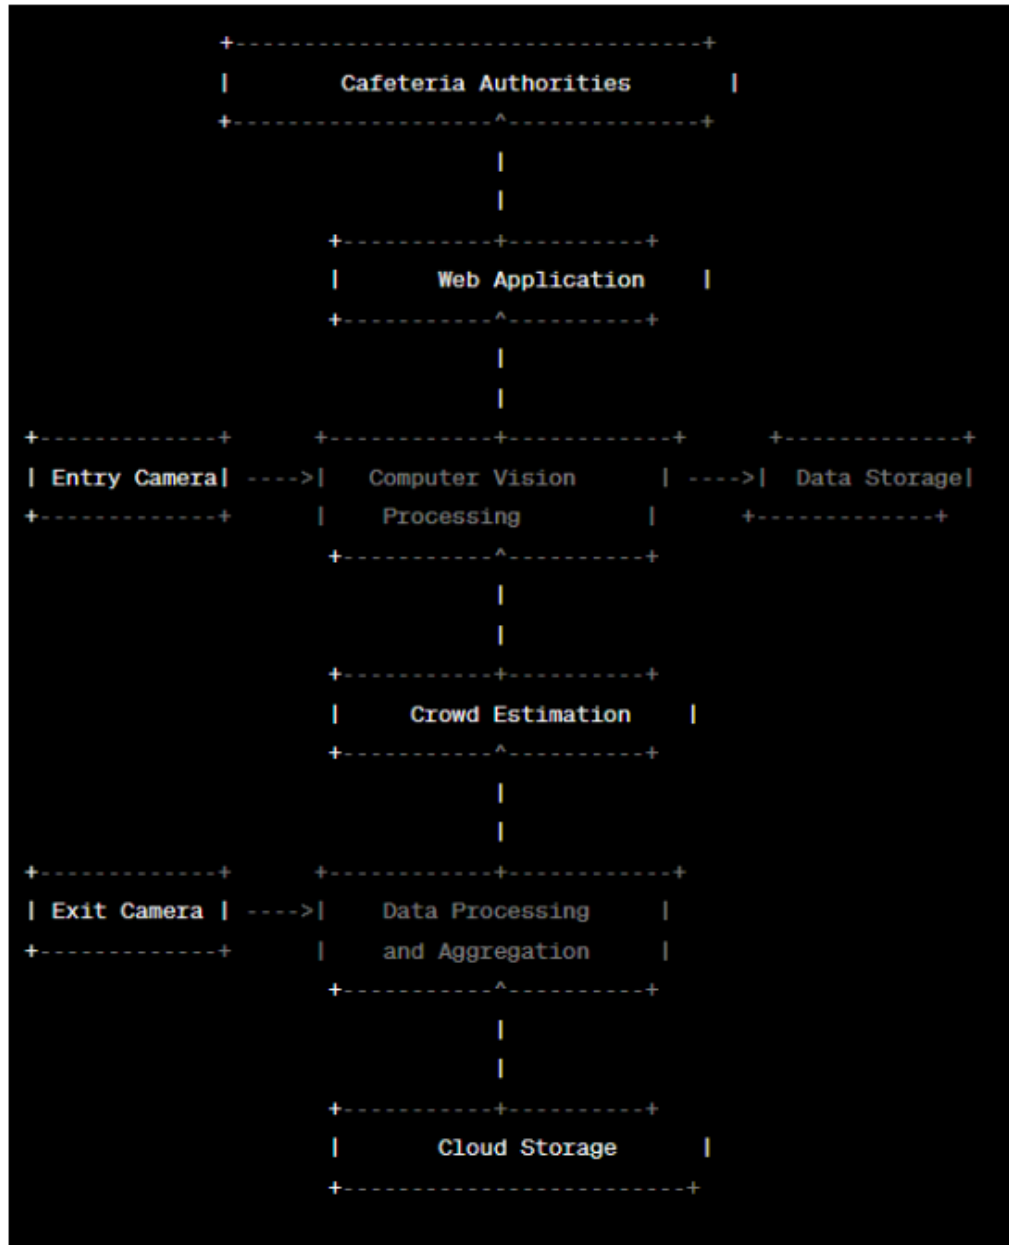 +----------------------------------+
| Cafeteria Authorities |
+-------------------^--------------+
|
|
+-----------+----------+
| Web Application |
+-----------^----------+
|
|
+-------------+ +------------+------------+ +-------------+
| Entry Camera| ---->| Computer Vision | ---->| Data Storage|
+-------------+ | Processing | +-------------+
+-----------^----------+
|
|
+-----------+----------+
| Crowd Estimation |
+-----------^----------+
|
|
+-------------+ +------------+------------+
| Exit Camera | ---->| Data Processing |
+-------------+ | and Aggregation |
+-----------^----------+
|
|
+-----------+----------+
| Cloud Storage |
+-------------------------+